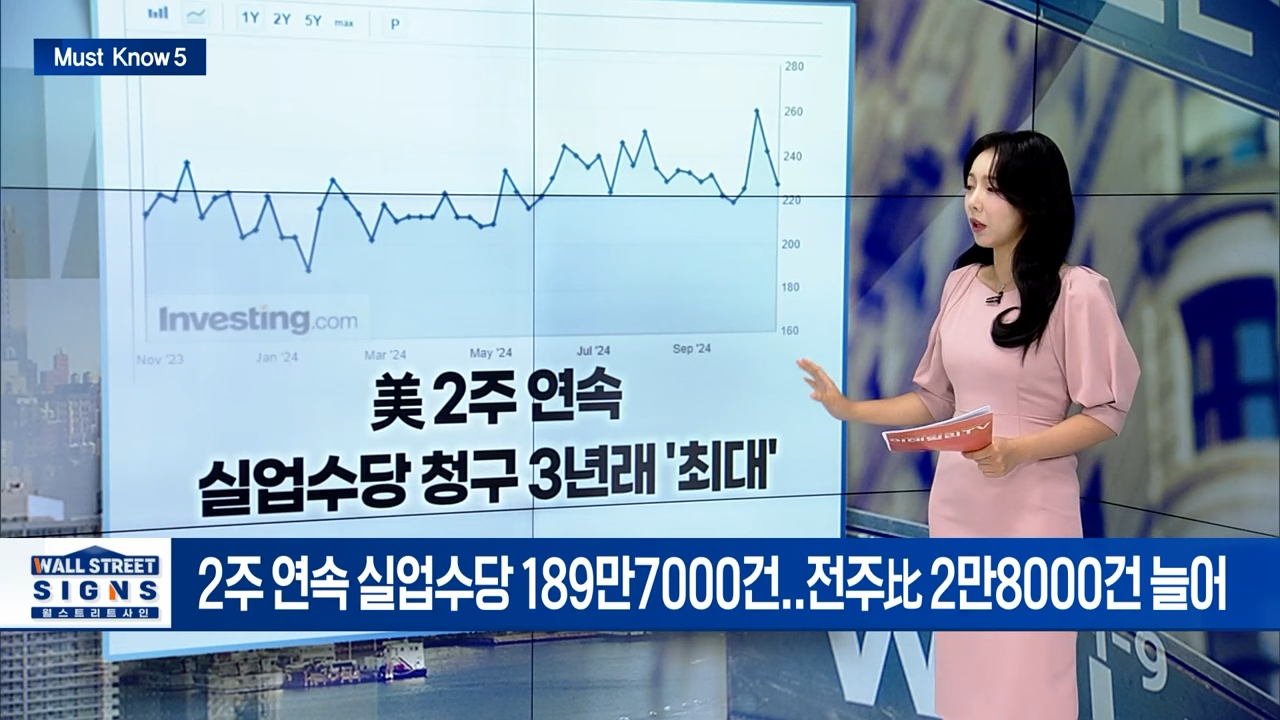 Must Know 5
1Y 2Y 5Y max P
280
260
240
220
200
180
160
Investing.com
Nov '23 Jan '24 Mar '24 May '24 Jul '24 Sep '24
美 2주 연속
실업수당 청구 3년래 '최대'
WALL STREET
SIGNS
월스트리트사인
2주 연속 실업수당 189만7000건..전주比 2만8000건 늘어
W
1-9